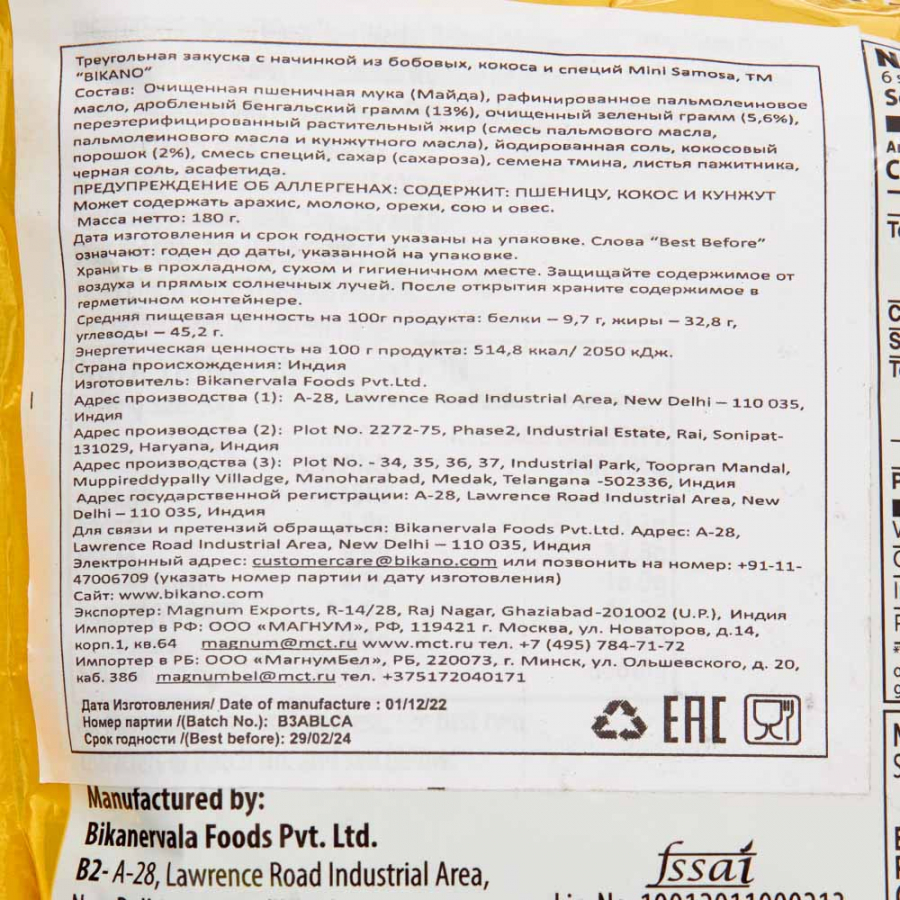 Треугольная закуска с начинкой из бобовых, кокоса и специй Mini Samosa, TM
"BIKANO"
Состав: Очищенная пшеничная мука (Майда), рафинированное пальмолеиновое
масло, дробленый бенгальский грамм (13%), очищенный зеленый грамм (5,6%),
переэтерифицированный растительный жир (смесь пальмового масла,
пальмолеинового масла и кунжутного масла), йодированная соль, кокосовый
порошок (2%), смесь специй, сахар (сахароза), семена тмина, листья пажитника,
черная соль, асафетида.
ПРЕДУПРЕЖДЕНИЕ ОБ АЛЛЕРГЕНАХ: СОДЕРЖИТ: ПШЕНИЦУ, КОКОС И КУНЖУТ
Может содержать арахис, молоко, орехи, сою и овес.
Масса нетто: 180 г.
Дата изготовления и срок годности указаны на упаковке. Слова "Best Before"
означают: годен до даты, указанной на упаковке.
Хранить в прохладном, сухом и гигиеничном месте. Защищайте содержимое от
воздуха и прямых солнечных лучей. После открытия храните содержимое в
герметичном контейнере.
Средняя пищевая ценность на 100г продукта: белки – 9,7 г, жиры – 32,8 г,
углеводы – 45,2 г.
Энергетическая ценность на 100 г продукта: 514,8 ккал/ 2050 кДж.
Страна происхождения: Индия
Изготовитель: Bikanervala Foods Pvt.Ltd.
Адрес производства (1): A-28, Lawrence Road Industrial Area, New Delhi – 110 035,
Индия
Адрес производства (2): Plot No. 2272-75, Phase2, Industrial Estate, Rai, Sonipat-
131029, Haryana, Индия
Адрес производства (3): Plot No. - 34, 35, 36, 37, Industrial Park, Toopran Mandal,
Muppireddypally Villadge, Manoharabad, Medak, Telangana -502336, Индия
Адрес государственной регистрации: A-28, Lawrence Road Industrial Area, New
Delhi – 110 035, Индия
Для связи и претензий обращаться: Bikanervala Foods Pvt.Ltd. Адрес: A-28,
Lawrence Road Industrial Area, New Delhi – 110 035, Индия
Электронный адрес: customercare@bikano.com или позвонить на номер: +91-11-
47006709 (указать номер партии и дату изготовления)
Сайт: www.bikano.com
Экспортер: Magnum Exports, R-14/28, Raj Nagar, Ghaziabad-201002 (U.P.), Индия
Импортер в РФ: ООО «МАГНУМ», РФ, 119421 г. Москва, ул. Новаторов, д.14,
корп.1, кв.64 magnum@mct.ru www.mct.ru тел. +7 (495) 784-71-72
Импортер в РБ: ООО «МагнумБел», РБ, 220073, г. Минск, ул. Ольшевского, д. 20,
каб. 38б magnumbel@mct.ru тел. +375172040171
Дата Изготовления/ Date of manufacture : 01/12/22
Номер партии /(Batch No.): B3ABLCA
Срок годности /(Best before): 29/02/24
EAC
Manufactured by:
Bikanervala Foods Pvt. Ltd.
B2- A-28, Lawrence Road Industrial Area,
fssai